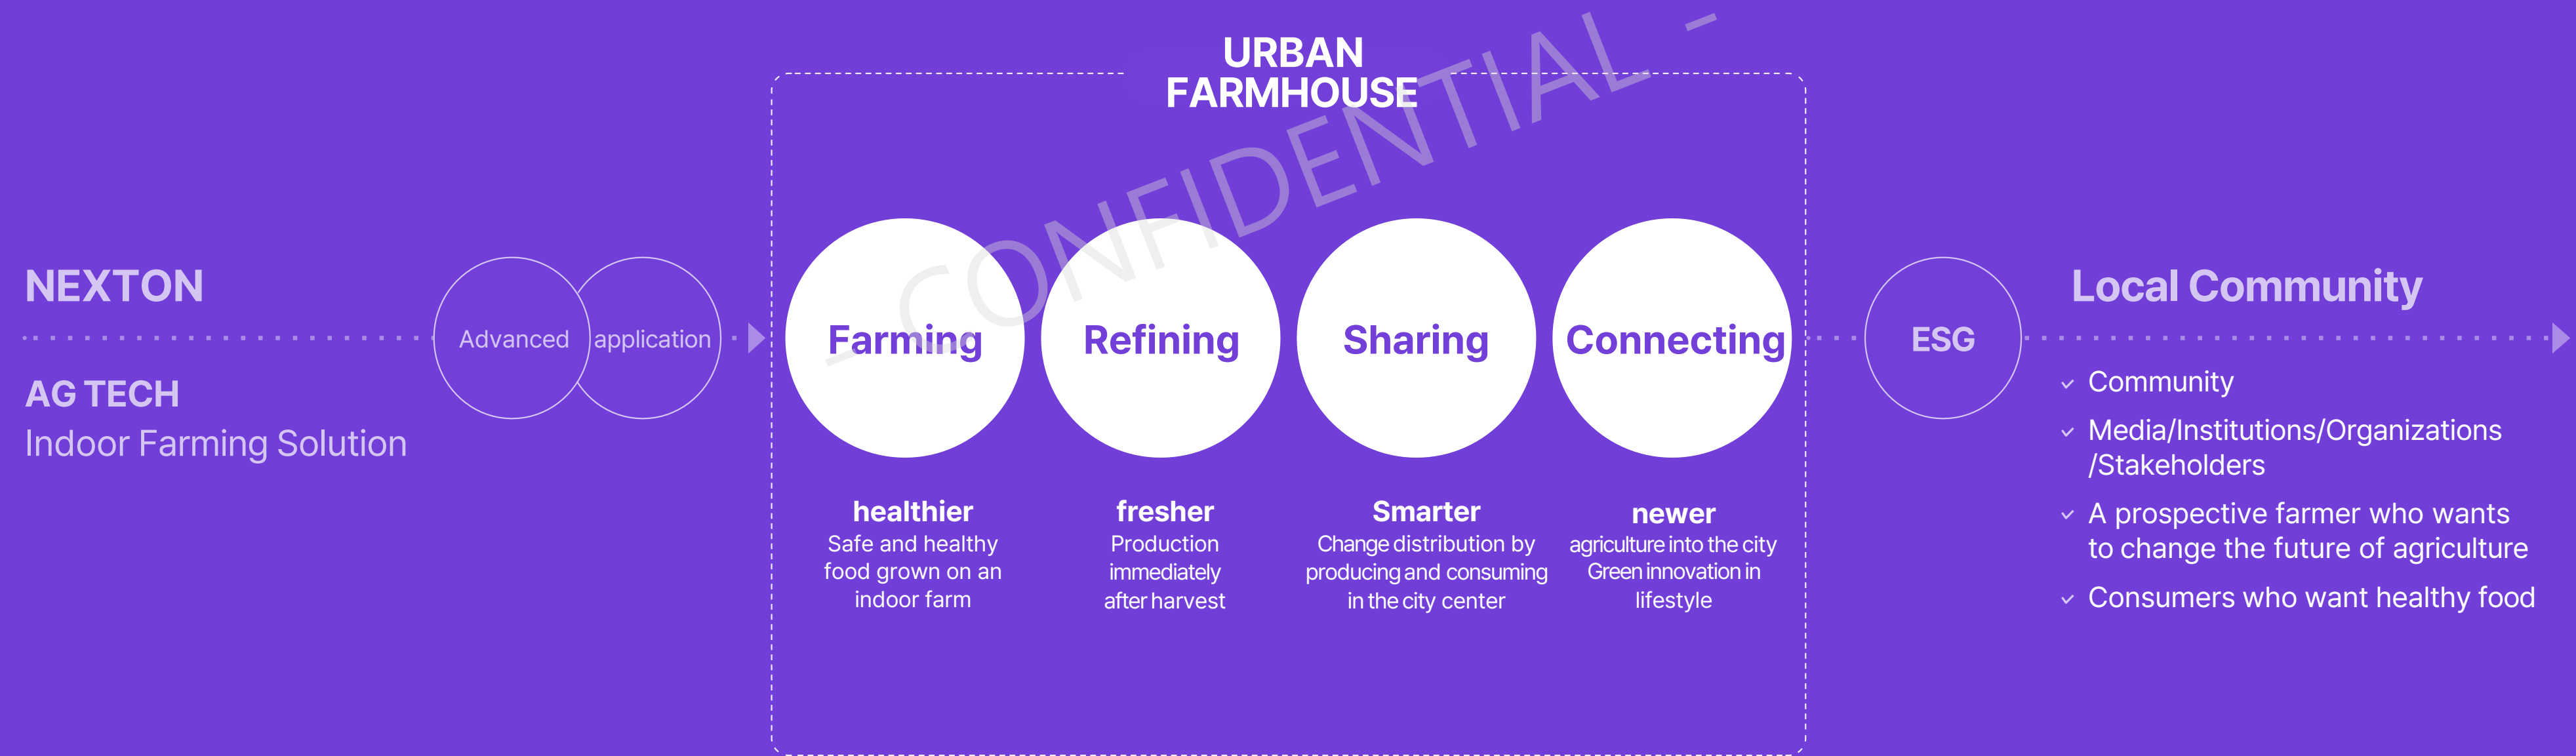 URBAN
FARMHOUSE
- CONFIDENTIAL -
NEXTON
AG TECH
Indoor Farming Solution
Advanced
application
Farming
Refining
Sharing
Connecting
healthier
Safe and healthy
food grown on an
indoor farm
fresher
Production
immediately
after harvest
Smarter
Change distribution by
producing and consuming
in the city center
newer
agriculture into the city
Green innovation in
lifestyle
ESG
Local Community
Community
Media/Institutions/Organizations
/Stakeholders
A prospective farmer who wants
to change the future of agriculture
Consumers who want healthy food